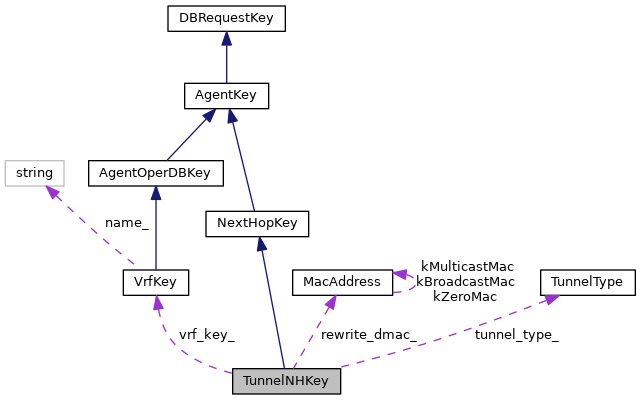 DBRequestKey
AgentKey
string
AgentOperDBKey
name_
NextHopKey
VrfKey
MacAddress
kMulticastMac
kBroadcastMac
kZeroMac
TunnelType
vrf_key_
rewrite_dmac_
tunnel_type_
TunnelNHKey